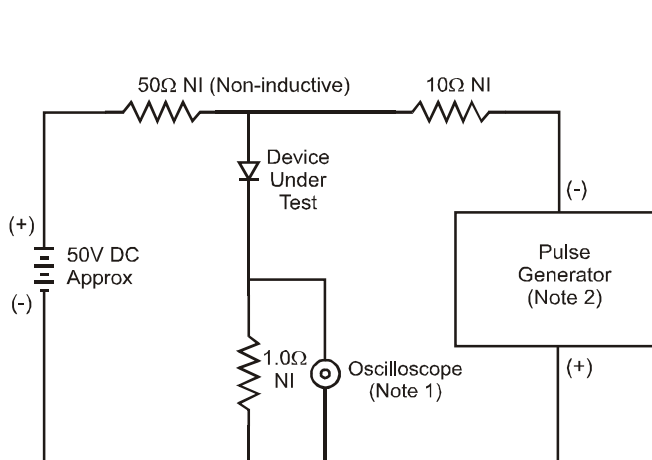 50Ω NI (Non-inductive)
10Ω NI
Device
Under
Test
(-)
(+)
50V DC
Approx
(-)
Pulse
Generator
(Note 2)
1.0Ω
NI
Oscilloscope
(Note 1)
(+)